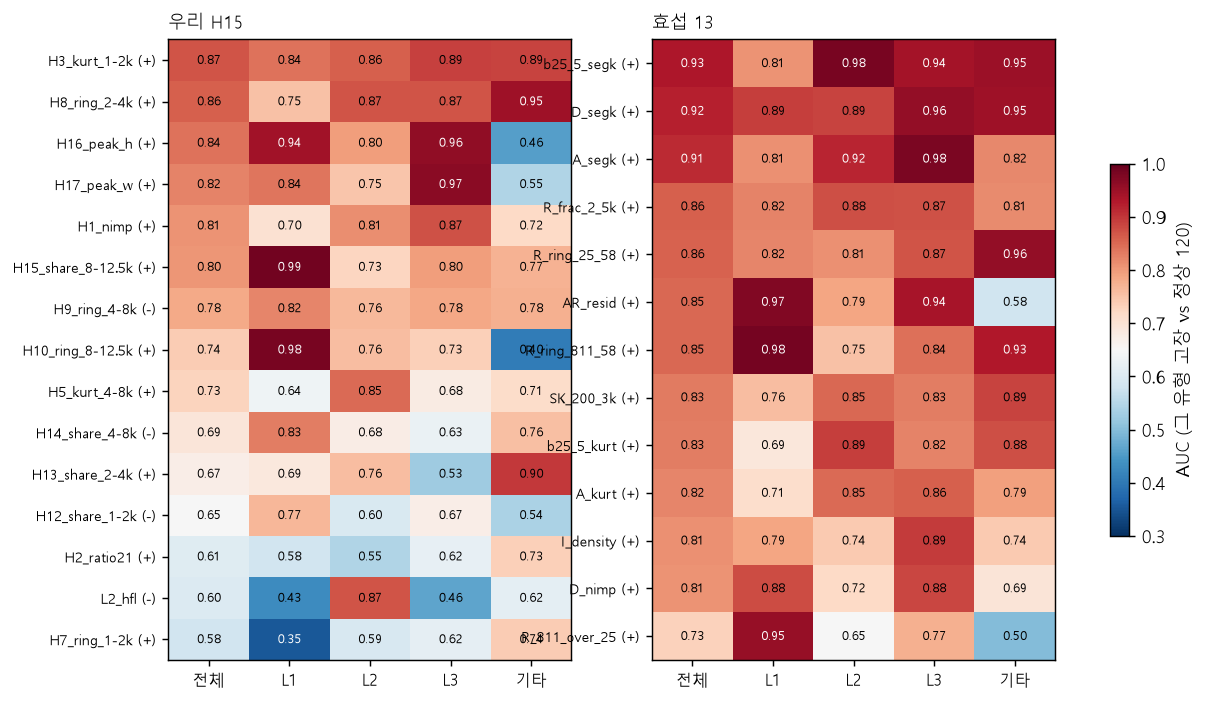 우리 H15
효섭 13
H3_kurt_1-2k (+) 0.87 0.84 0.86 0.89 0.89
H8_ring_2-4k (+) 0.86 0.75 0.87 0.87 0.95
H16_peak_h (+) 0.84 0.94 0.80 0.96 0.46
H17_peak_w (+) 0.82 0.84 0.75 0.97 0.55
H1_nimp (+) 0.81 0.70 0.81 0.87 0.72
H15_share_8-12.5k (+) 0.80 0.99 0.73 0.80 0.77
H9_ring_4-8k (-) 0.78 0.82 0.76 0.78 0.78
H10_ring_8-12.5k (+) 0.74 0.98 0.76 0.73 0.40
H5_kurt_4-8k (+) 0.73 0.64 0.85 0.68 0.71
H14_share_4-8k (-) 0.69 0.83 0.68 0.63 0.76
H13_share_2-4k (+) 0.67 0.69 0.76 0.53 0.90
H12_share_1-2k (-) 0.65 0.77 0.60 0.67 0.54
H2_ratio21 (+) 0.61 0.58 0.55 0.62 0.73
L2_hfl (-) 0.60 0.43 0.87 0.46 0.62
H7_ring_1-2k (+) 0.58 0.35 0.59 0.62 0.74
전체 L1 L2 L3 기타
b25_5_segk (+) 0.93 0.81 0.98 0.94 0.95
D_segk (+) 0.92 0.89 0.89 0.96 0.95
A_segk (+) 0.91 0.81 0.92 0.98 0.82
R_frac_2_5k (+) 0.86 0.82 0.88 0.87 0.81
R_ring_25_58 (+) 0.86 0.82 0.81 0.87 0.96
AR_resid (+) 0.85 0.97 0.79 0.94 0.58
R_ring_811_58 (+) 0.85 0.98 0.75 0.84 0.93
SK_200_3k (+) 0.83 0.76 0.85 0.83 0.89
b25_5_kurt (+) 0.83 0.69 0.89 0.82 0.88
A_kurt (+) 0.82 0.71 0.85 0.86 0.79
I_density (+) 0.81 0.79 0.74 0.89 0.74
D_nimp (+) 0.81 0.88 0.72 0.88 0.69
R_811_over_25 (+) 0.73 0.95 0.65 0.77 0.50
전체 L1 L2 L3 기타
1.0
0.9
0.8
0.7
0.6
0.5
0.4
0.3
AUC (그 유형 고장 vs 정상 120)